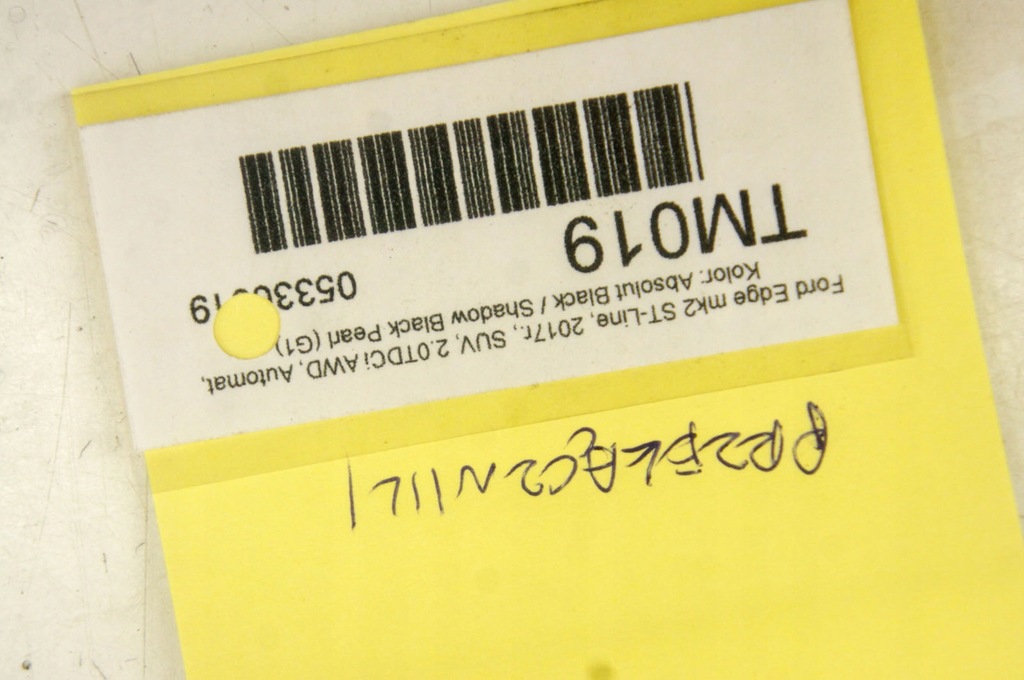 PRZEŁĄCZNIKI
Ford Edge mk2 ST-Line, 2017r., SUV, 2.0TDCi AWD, Automat,
Kolor: Absolut Black / Shadow Black Pearl (G1)
TM019